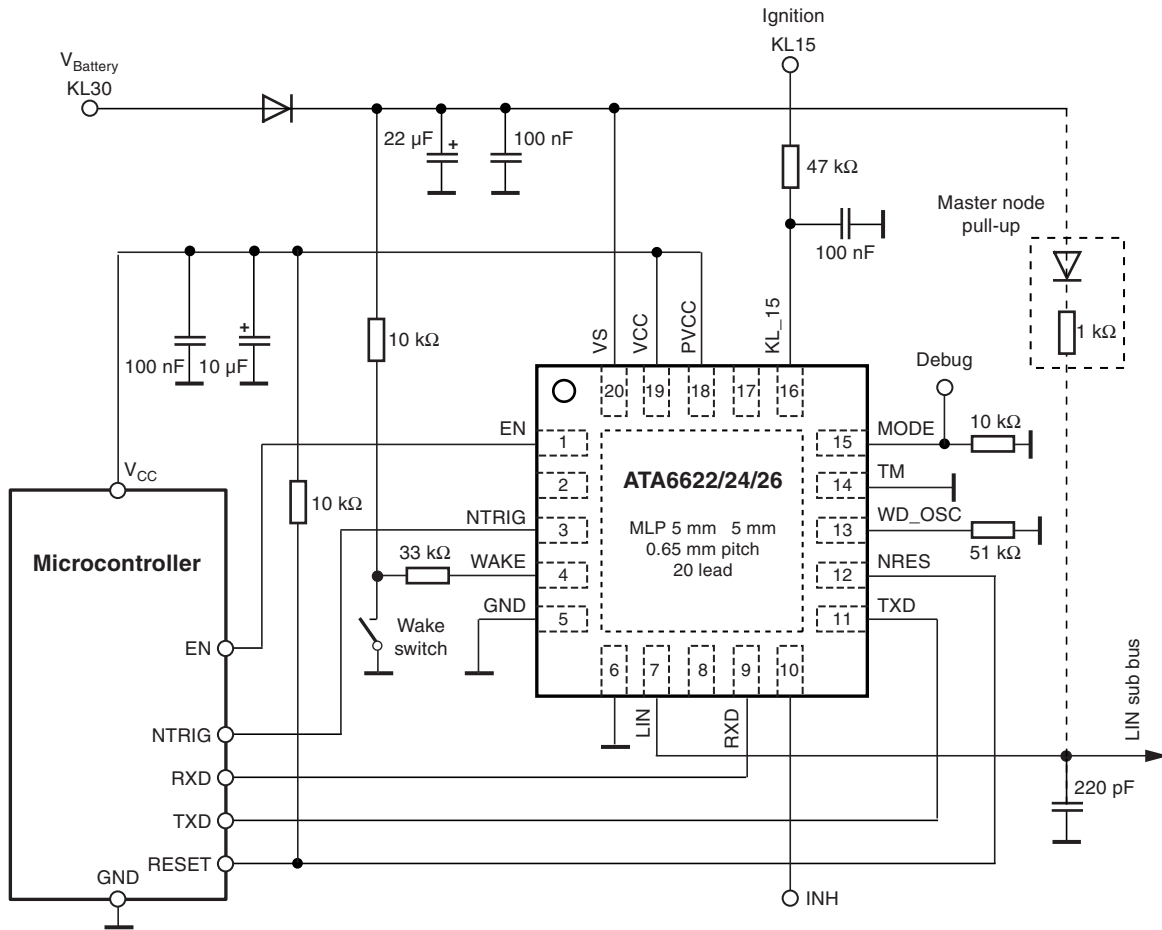 Ignition
KL15
V_Battery
KL30
22 µF
+
100 nF
47 kΩ
100 nF
Master node
pull-up
1 kΩ
100 nF
+
10 µF
10 kΩ
VS
VCC
PVCC
KL_15
Debug
20
19
18
17
16
EN
1
2
NTRIG
3
WAKE
4
GND
5
ATA6622/24/26
MLP 5 mm 5 mm
0.65 mm pitch
20 lead
15
MODE
10 kΩ
14
TM
13
WD_OSC
51 kΩ
12
NRES
11
TXD
VCC
10 kΩ
33 kΩ
Wake
switch
Microcontroller
EN
NTRIG
RXD
TXD
RESET
GND
6
7
8
9
10
LIN
RXD
LIN sub bus
220 pF
INH